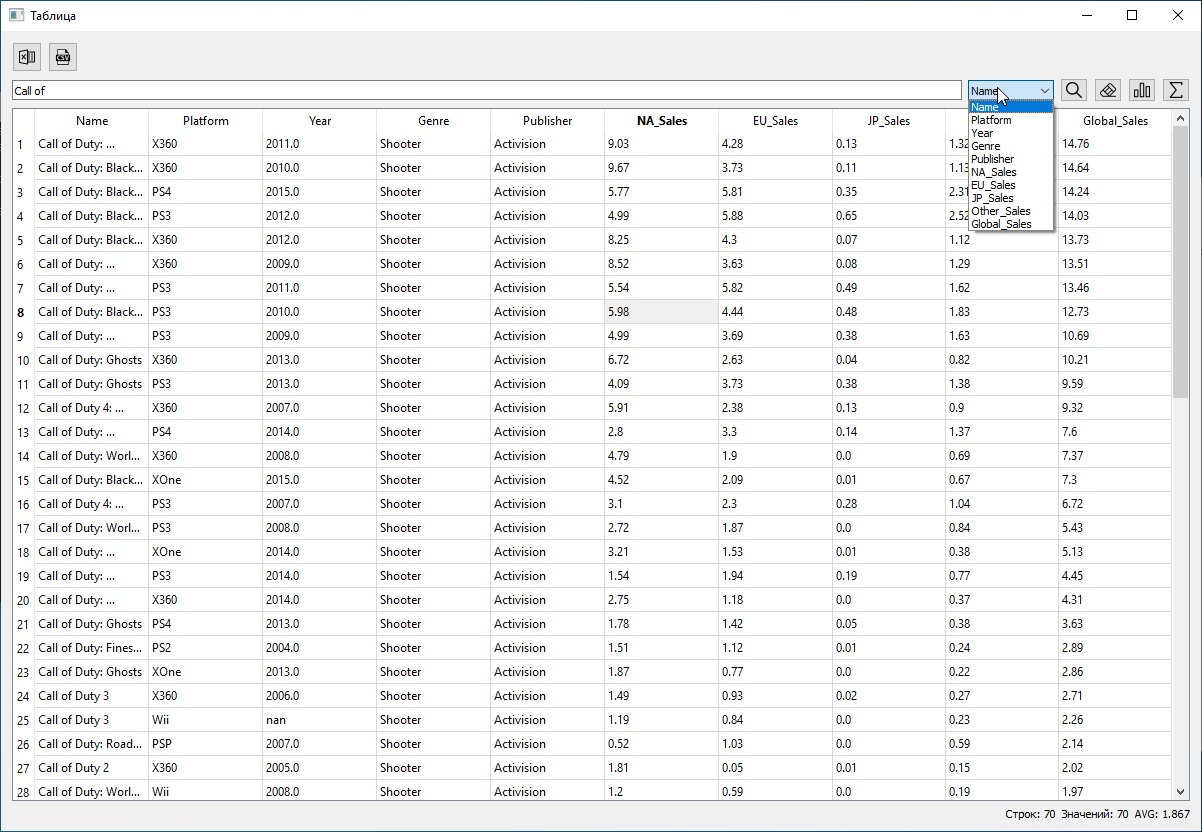 Таблица
CSV
Call of
Name
Name
Platform
Year
Genre
Publisher
NA_Sales
EU_Sales
JP_Sales
Other_Sales
Global_Sales
Name Platform Year Genre Publisher NA_Sales EU_Sales JP_Sales Global_Sales
1 Call of Duty: ... X360 2011.0 Shooter Activision 9.03 4.28 0.13 1.32 14.76
2 Call of Duty: Black... X360 2010.0 Shooter Activision 9.67 3.73 0.11 1.13 14.64
3 Call of Duty: Black... PS4 2015.0 Shooter Activision 5.77 5.81 0.35 2.31 14.24
4 Call of Duty: Black... PS3 2012.0 Shooter Activision 4.99 5.88 0.65 2.52 14.03
5 Call of Duty: Black... X360 2012.0 Shooter Activision 8.25 4.3 0.07 1.12 13.73
6 Call of Duty: ... X360 2009.0 Shooter Activision 8.52 3.63 0.08 1.29 13.51
7 Call of Duty: ... PS3 2011.0 Shooter Activision 5.54 5.82 0.49 1.62 13.46
8 Call of Duty: Black... PS3 2010.0 Shooter Activision 5.98 4.44 0.48 1.83 12.73
9 Call of Duty: ... PS3 2009.0 Shooter Activision 4.99 3.69 0.38 1.63 10.69
10 Call of Duty: Ghosts X360 2013.0 Shooter Activision 6.72 2.63 0.04 0.82 10.21
11 Call of Duty: Ghosts PS3 2013.0 Shooter Activision 4.09 3.73 0.38 1.38 9.59
12 Call of Duty 4: ... X360 2007.0 Shooter Activision 5.91 2.38 0.13 0.9 9.32
13 Call of Duty: ... PS4 2014.0 Shooter Activision 2.8 3.3 0.14 1.37 7.6
14 Call of Duty: Worl... X360 2008.0 Shooter Activision 4.79 1.9 0.0 0.69 7.37
15 Call of Duty: Black... XOne 2015.0 Shooter Activision 4.52 2.09 0.01 0.67 7.3
16 Call of Duty 4: ... PS3 2007.0 Shooter Activision 3.1 2.3 0.28 1.04 6.72
17 Call of Duty: Worl... PS3 2008.0 Shooter Activision 2.72 1.87 0.0 0.84 5.43
18 Call of Duty: ... XOne 2014.0 Shooter Activision 3.21 1.53 0.01 0.38 5.13
19 Call of Duty: ... PS3 2014.0 Shooter Activision 1.54 1.94 0.19 0.77 4.45
20 Call of Duty: ... X360 2014.0 Shooter Activision 2.75 1.18 0.0 0.37 4.31
21 Call of Duty: Ghosts PS4 2013.0 Shooter Activision 1.78 1.42 0.05 0.38 3.63
22 Call of Duty: Fines... PS2 2004.0 Shooter Activision 1.51 1.12 0.01 0.24 2.89
23 Call of Duty: Ghosts XOne 2013.0 Shooter Activision 1.87 0.77 0.0 0.22 2.86
24 Call of Duty 3 X360 2006.0 Shooter Activision 1.49 0.93 0.02 0.27 2.71
25 Call of Duty 3 Wii nan Shooter Activision 1.19 0.84 0.0 0.23 2.26
26 Call of Duty: Road... PSP 2007.0 Shooter Activision 0.52 1.03 0.0 0.59 2.14
27 Call of Duty 2 X360 2005.0 Shooter Activision 1.81 0.05 0.01 0.15 2.02
28 Call of Duty: Worl... Wii 2008.0 Shooter Activision 1.2 0.59 0.0 0.19 1.97
Строк: 70 Значений: 70 AVG: 1.867